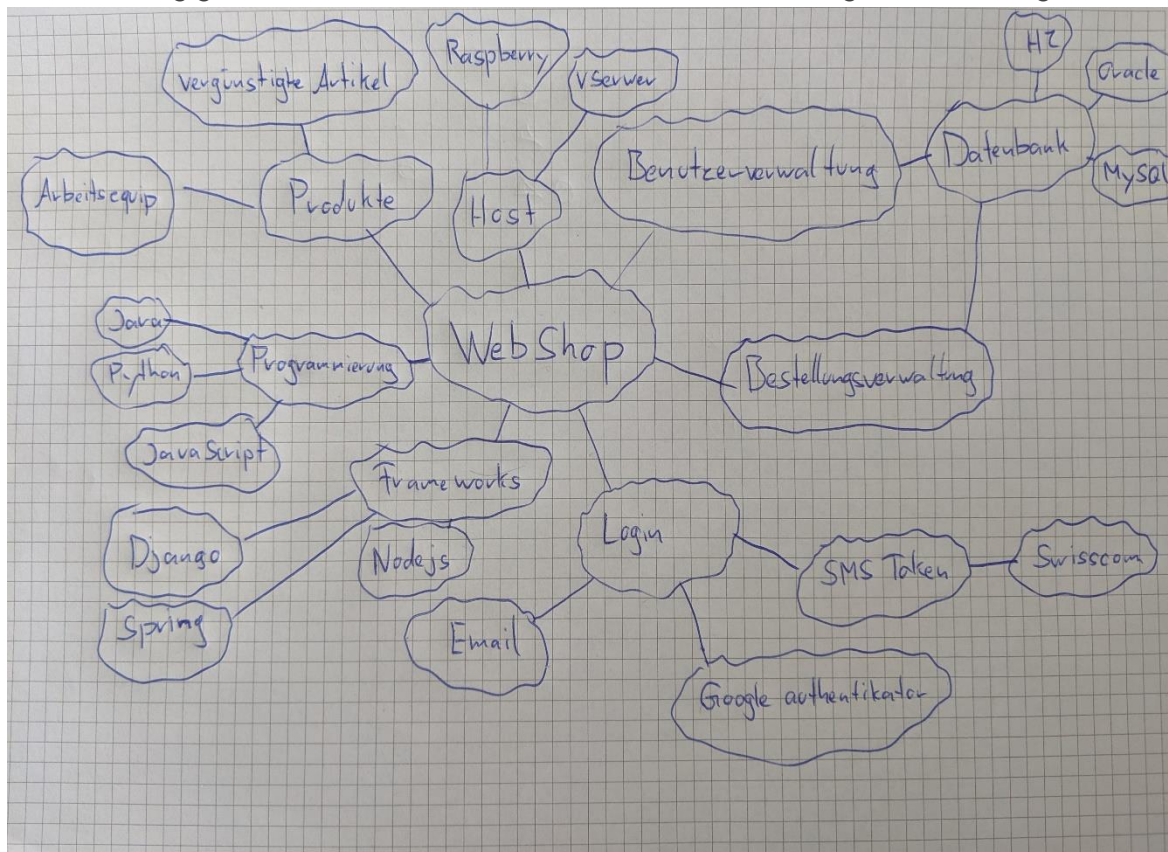 vergünstigte Artikel
Raspberry
vServer
H2
Oracle
Arbeitsequip
Produkte
Host
Benutzerverwaltung
Datenbank
MySQL
Java
Python
JavaScript
Programmierung
WebShop
Bestellungsverwaltung
Frameworks
Django
Nodejs
Spring
Login
Email
SMS Token
Swisscom
Google authentikator